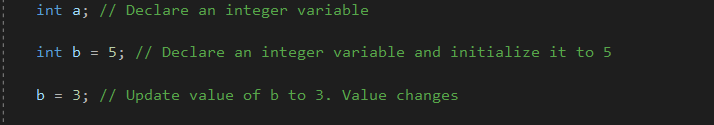 int a; // Declare an integer variable
int b = 5; // Declare an integer variable and initialize it to 5
b = 3; // Update value of b to 3. Value changes